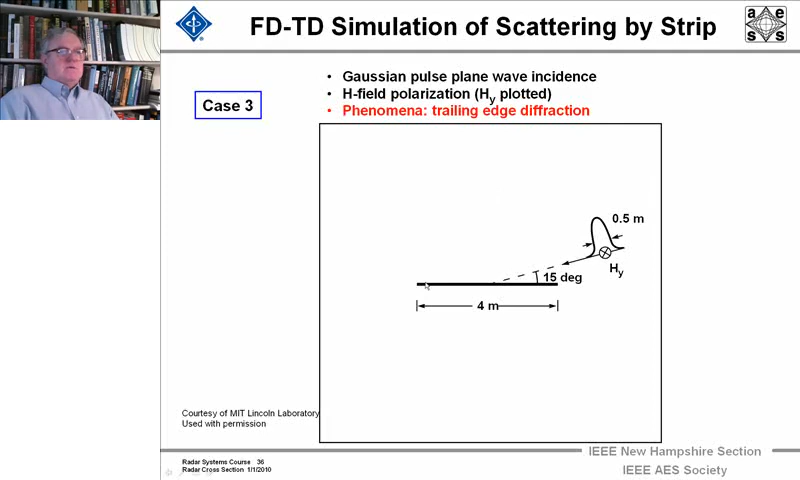 FD-TD Simulation of Scattering by Strip
a e
s s
Case 3
• Gaussian pulse plane wave incidence
• H-field polarization (Hy plotted)
• Phenomena: trailing edge diffraction
0.5 m
Hy
15 deg
4 m
Courtesy of MIT Lincoln Laboratory
Used with permission
Radar Systems Course 36
Radar Cross Section 1/1/2010
IEEE New Hampshire Section
IEEE AES Society